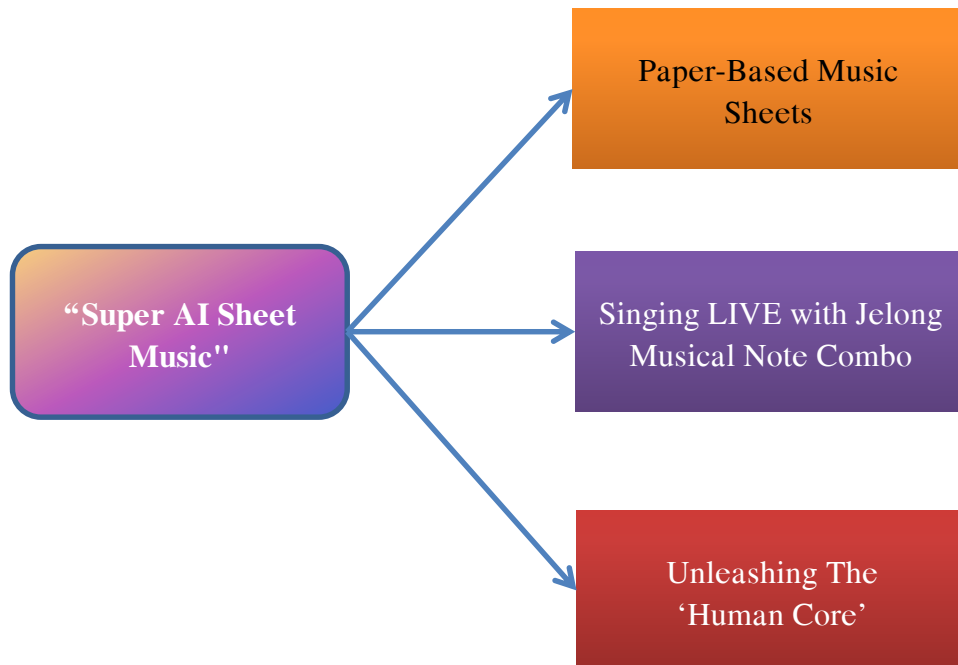 Paper-Based Music
Sheets
“Super AI Sheet
Music"
Singing LIVE with Jelong
Musical Note Combo
Unleashing The
‘Human Core’